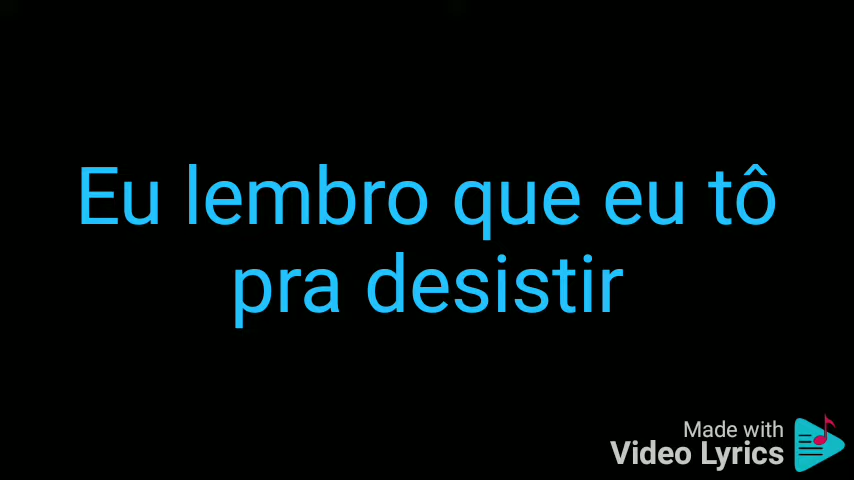 Eu lembro que eu tô
pra desistir
Made with
Video Lyrics